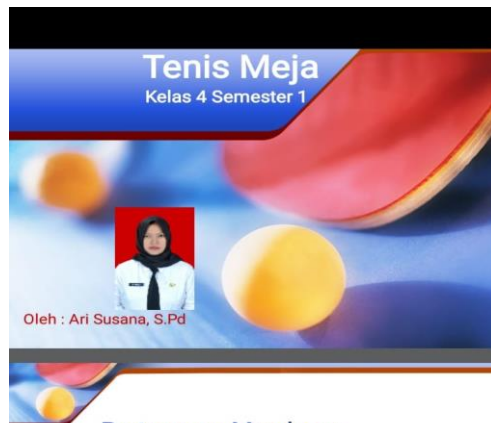 Tenis Meja
Kelas 4 Semester 1
Oleh : Ari Susana, S.Pd